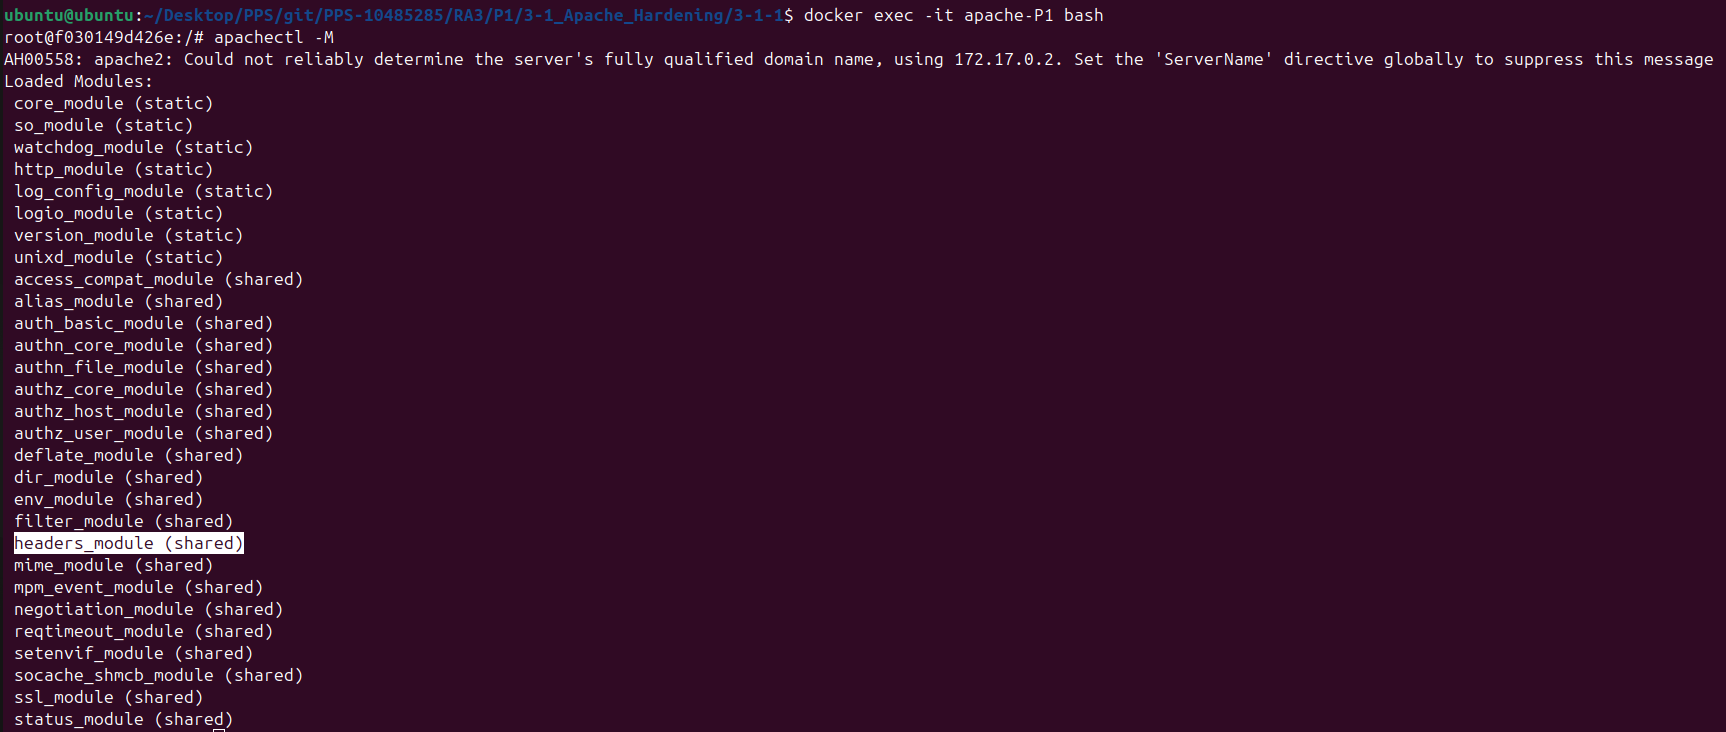 ubuntu@ubuntu:~/Desktop/PPS/git/PPS-10485285/RA3/P1/3-1_Apache_Hardening/3-1-1$ docker exec -it apache-P1 bash
root@f030149d426e:/# apachectl -M
AH00558: apache2: Could not reliably determine the server's fully qualified domain name, using 172.17.0.2. Set the 'ServerName' directive globally to suppress this message
Loaded Modules:
 core_module (static)
 so_module (static)
 watchdog_module (static)
 http_module (static)
 log_config_module (static)
 logio_module (static)
 version_module (static)
 unixd_module (static)
 access_compat_module (shared)
 alias_module (shared)
 auth_basic_module (shared)
 authn_core_module (shared)
 authn_file_module (shared)
 authz_core_module (shared)
 authz_host_module (shared)
 authz_user_module (shared)
 deflate_module (shared)
 dir_module (shared)
 env_module (shared)
 filter_module (shared)
 headers_module (shared)
 mime_module (shared)
 mpm_event_module (shared)
 negotiation_module (shared)
 reqtimeout_module (shared)
 setenvif_module (shared)
 socache_shmcb_module (shared)
 ssl_module (shared)
 status_module (shared)